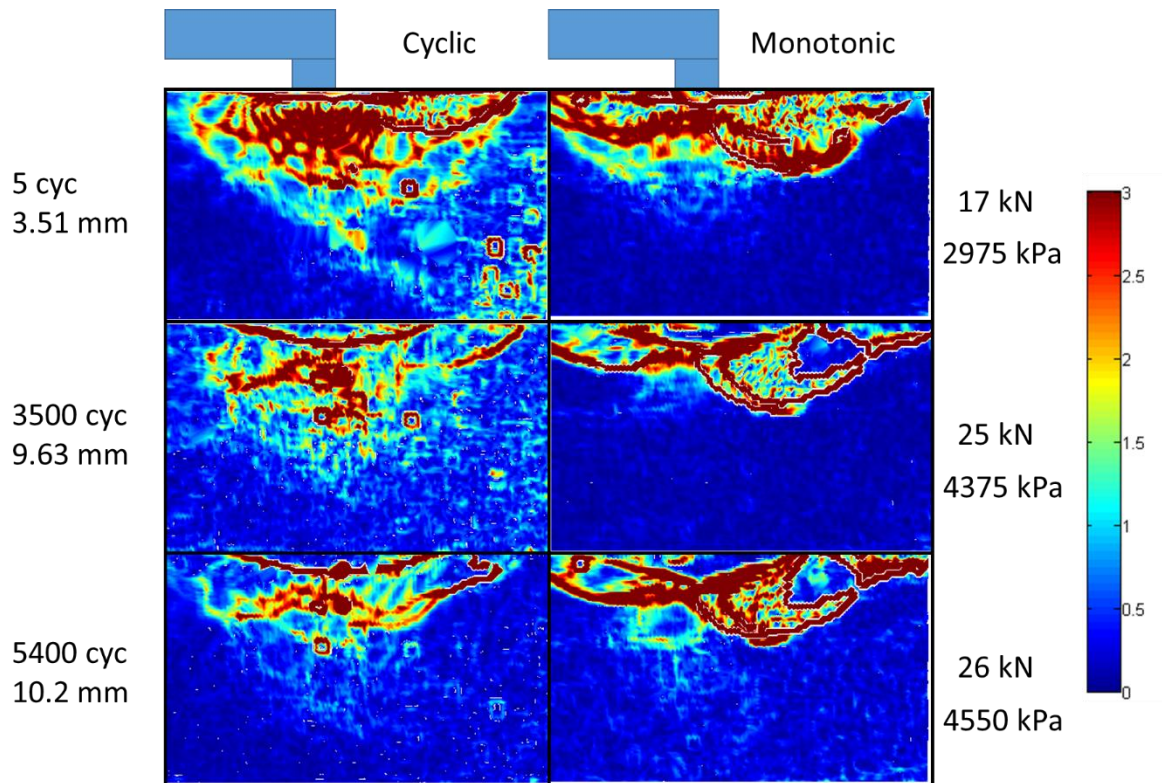 Cyclic
Monotonic
5 cyc
3.51 mm
17 kN
2975 kPa
3500 cyc
9.63 mm
25 kN
4375 kPa
5400 cyc
10.2 mm
26 kN
4550 kPa
3
2.5
2
1.5
1
0.5
0